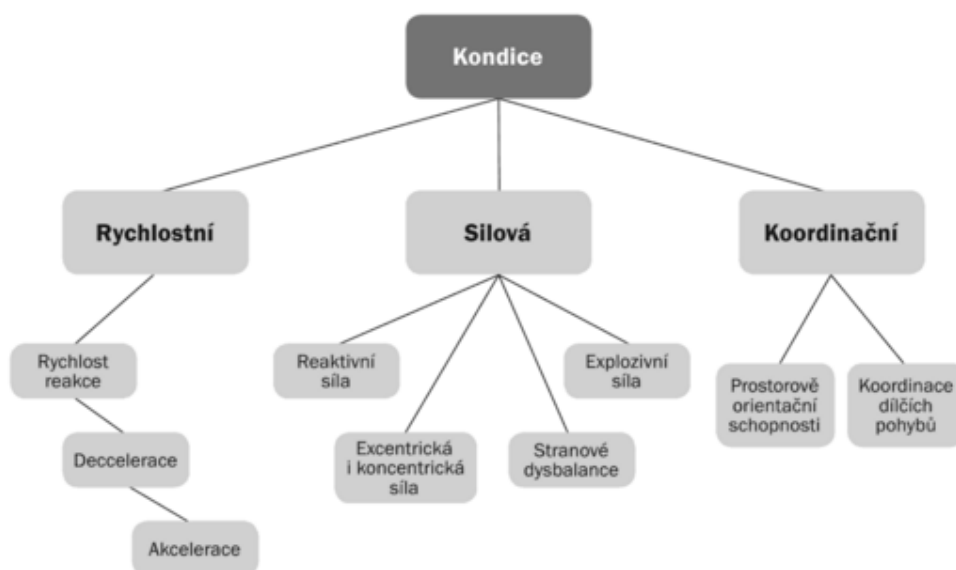 Kondice
Rychlostní
Silová
Koordinační
Rychlost
reakce
Reaktivní
síla
Explozivní
síla
Prostorově
orientační
schopnosti
Koordinace
dílčích
pohybů
Deccelerace
Excentrická
i koncentrická
síla
Stranové
dysbalance
Akcelerace